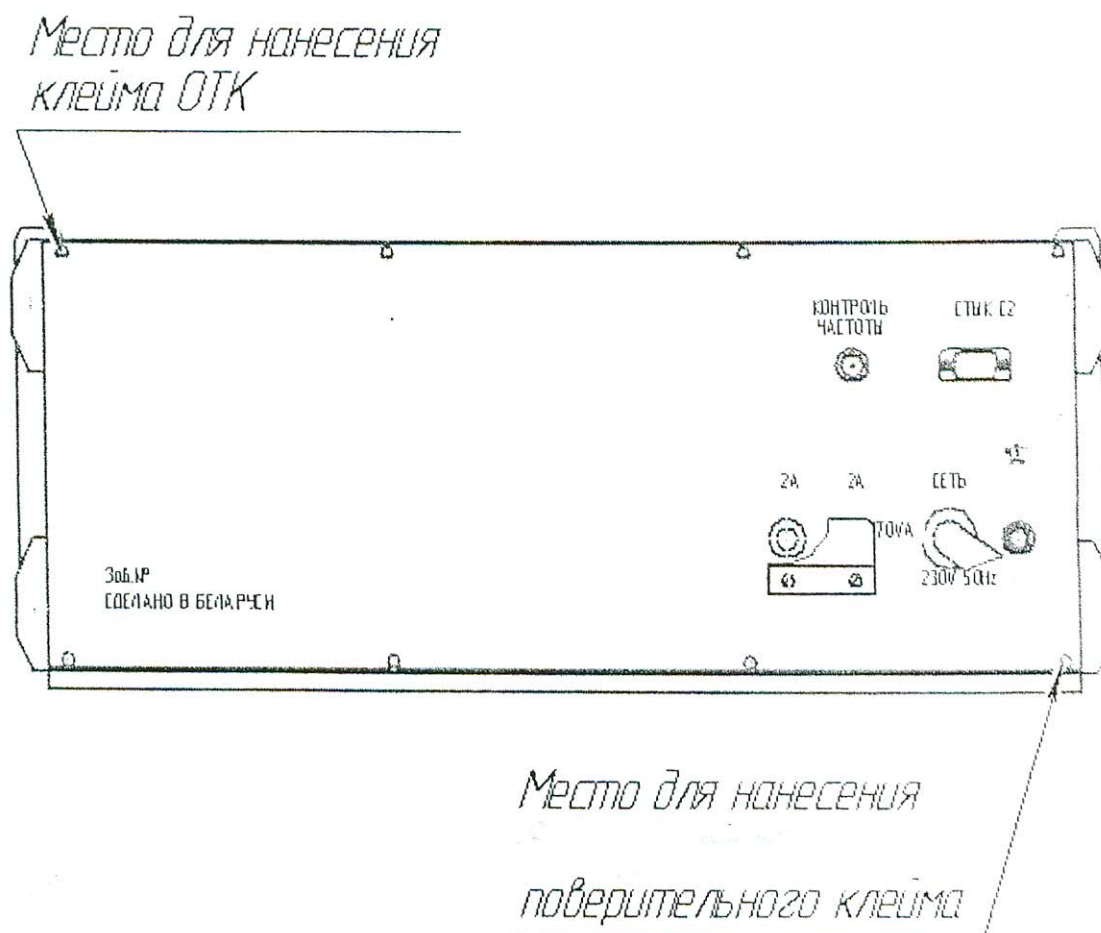 Место для нанесения
клейма ОТК
КОНТРОЛЬ
ЧАСТОТЫ
СТЫК С2
2А
2А
СЕТЬ
70VA
230V 50Hz
Зав.№
СДЕЛАНО В БЕЛАРУСИ
Место для нанесения
поверительного клейма